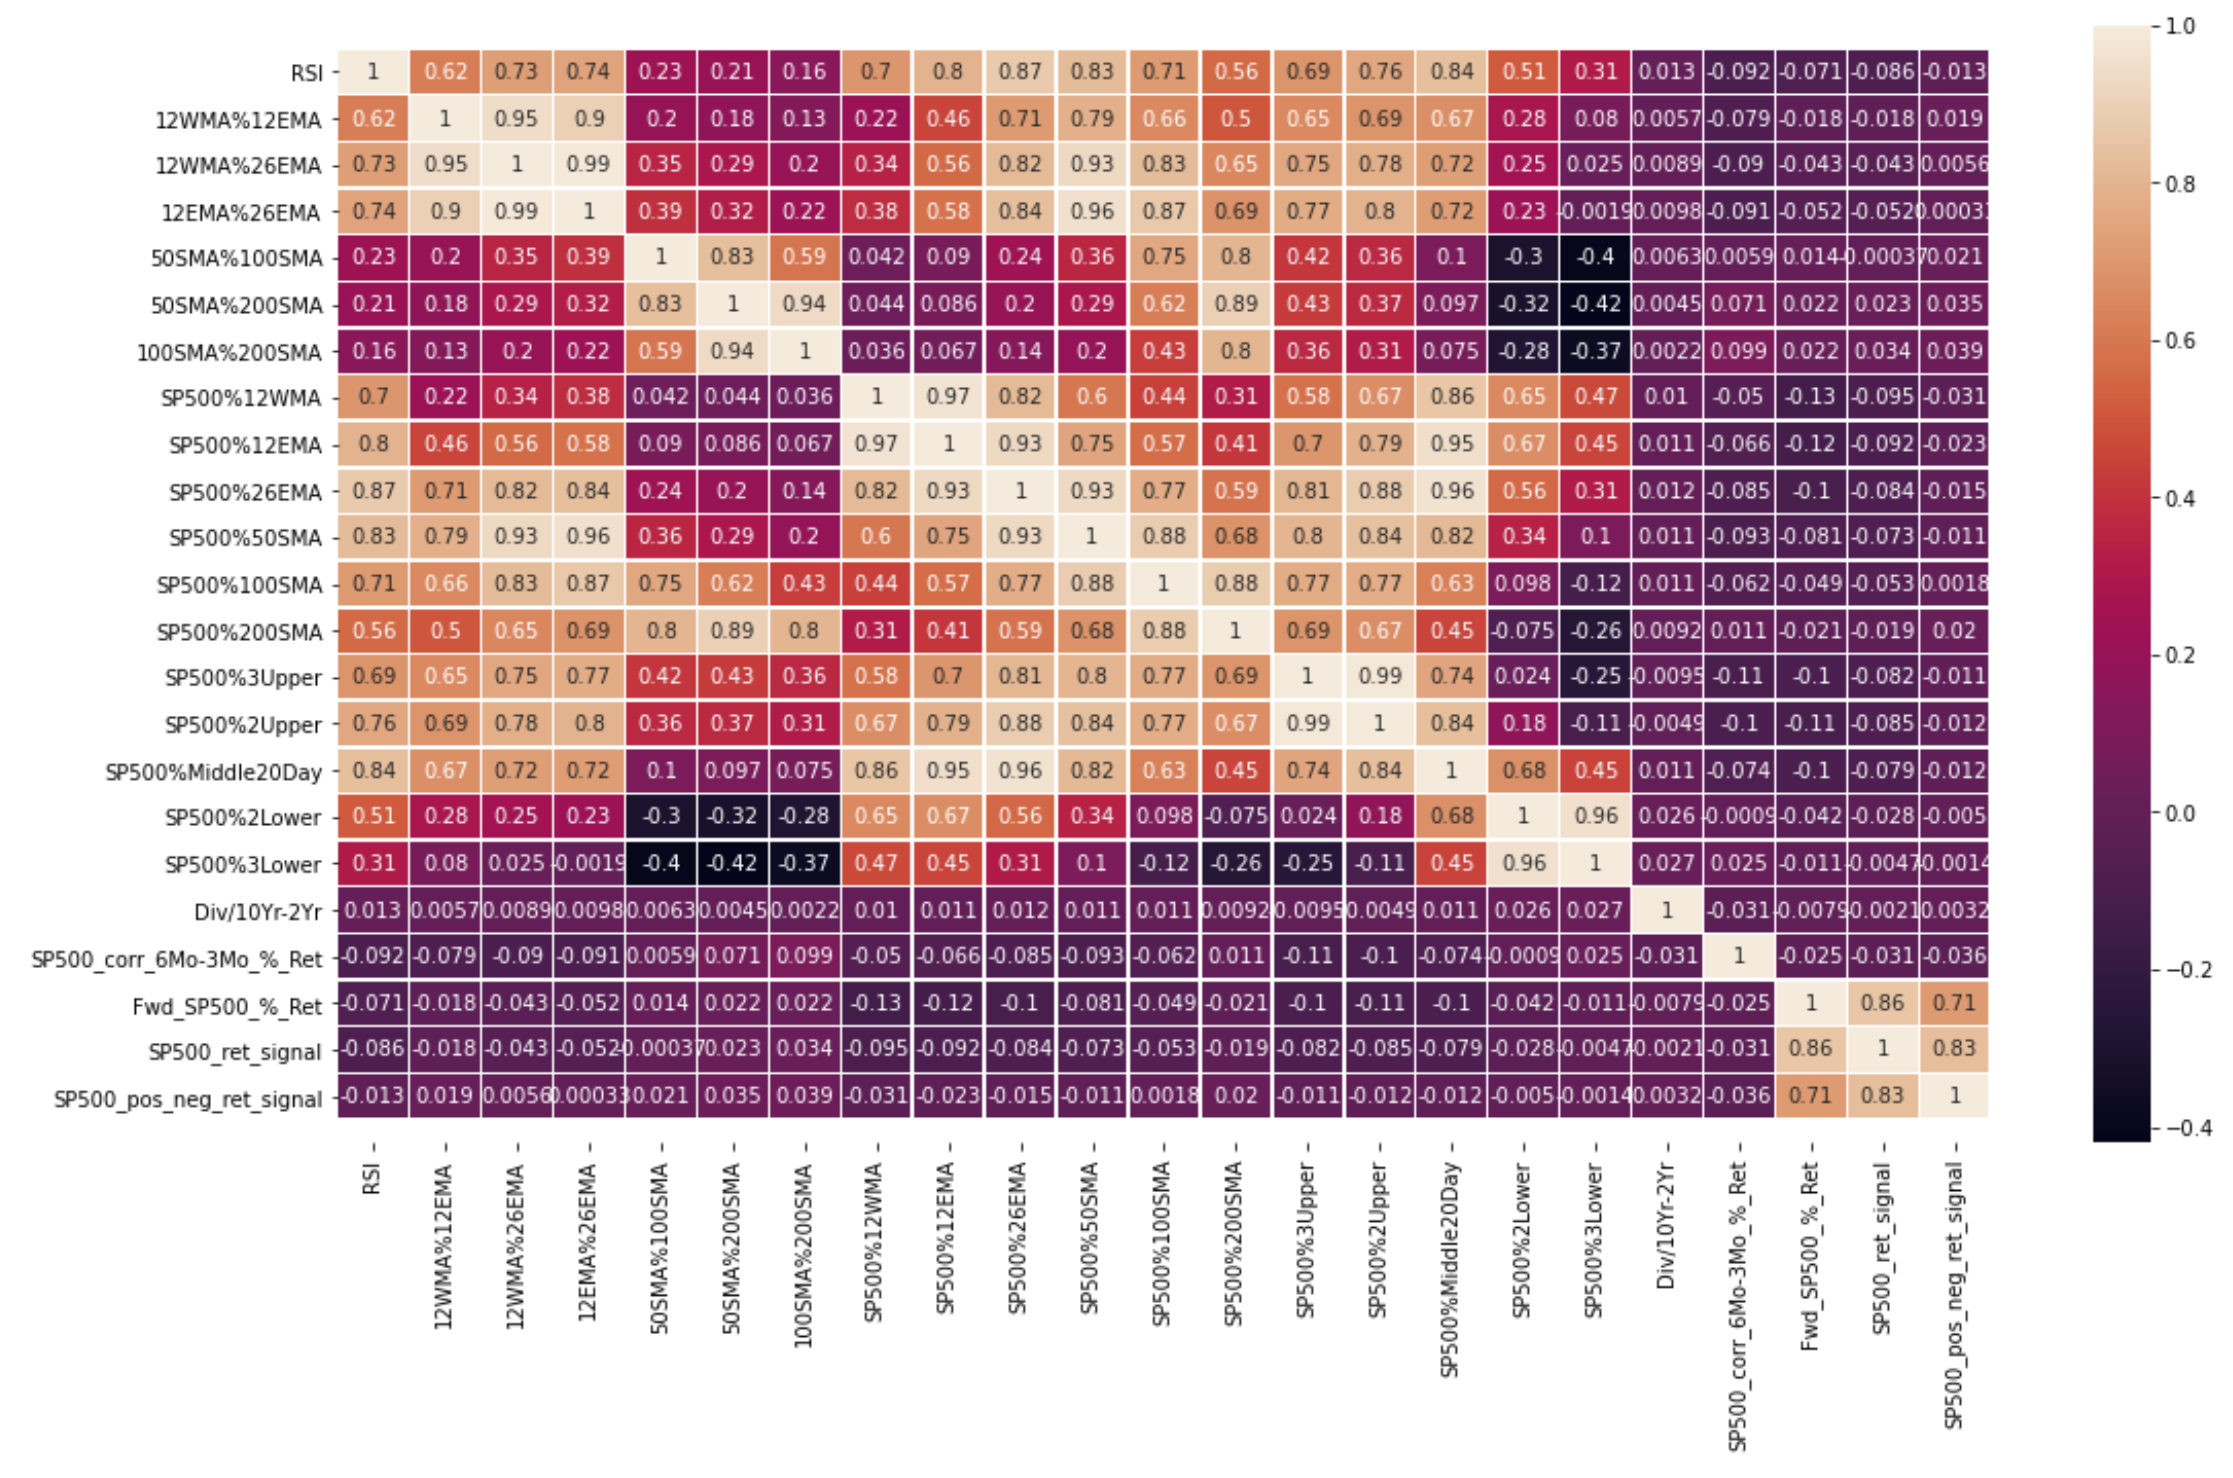 1.0
RSI 1 0.62 0.73 0.74 0.23 0.21 0.16 0.7 0.8 0.87 0.83 0.71 0.56 0.69 0.76 0.84 0.51 0.31 0.013 -0.092 -0.071 -0.086 -0.013
12WMA%12EMA 0.62 1 0.95 0.9 0.2 0.18 0.13 0.22 0.46 0.71 0.79 0.66 0.5 0.65 0.69 0.67 0.28 0.08 0.0057 -0.079 -0.018 -0.018 0.019
12WMA%26EMA 0.73 0.95 1 0.99 0.35 0.29 0.2 0.34 0.56 0.82 0.93 0.83 0.65 0.75 0.78 0.72 0.25 0.025 0.0089 -0.09 -0.043 -0.043 0.0056
0.8
12EMA%26EMA 0.74 0.9 0.99 1 0.39 0.32 0.22 0.38 0.58 0.84 0.96 0.87 0.69 0.77 0.8 0.72 0.23 -0.0019 0.0098 -0.091 -0.052 -0.052
50SMA%100SMA 0.23 0.2 0.35 0.39 1 0.83 0.59 0.042 0.09 0.24 0.36 0.75 0.8 0.42 0.36 0.1 -0.3 -0.4 0.0063 0.0059 0.014 -0.00037 0.021
50SMA%200SMA 0.21 0.18 0.29 0.32 0.83 1 0.94 0.044 0.086 0.2 0.29 0.62 0.89 0.43 0.37 0.097 -0.32 -0.42 0.0045 0.071 0.022 0.023 0.035
0.6
100SMA%200SMA 0.16 0.13 0.2 0.22 0.59 0.94 1 0.036 0.067 0.14 0.2 0.43 0.8 0.36 0.31 0.075 -0.28 -0.37 0.0022 0.099 0.022 0.034 0.039
SP500%12WMA 0.7 0.22 0.34 0.38 0.042 0.044 0.036 1 0.97 0.82 0.6 0.44 0.31 0.58 0.67 0.86 0.65 0.47 0.01 -0.05 -0.13 -0.095 -0.031
SP500%12EMA 0.8 0.46 0.56 0.58 0.09 0.086 0.067 0.97 1 0.93 0.75 0.57 0.41 0.7 0.79 0.95 0.67 0.45 0.011 -0.066 -0.12 -0.092 -0.023
SP500%26EMA 0.87 0.71 0.82 0.84 0.24 0.2 0.14 0.82 0.93 1 0.93 0.77 0.59 0.81 0.88 0.96 0.56 0.31 0.012 -0.085 -0.1 -0.084 -0.015
0.4
SP500%50SMA 0.83 0.79 0.93 0.96 0.36 0.29 0.2 0.6 0.75 0.93 1 0.88 0.68 0.8 0.84 0.82 0.34 0.1 0.011 -0.093 -0.081 -0.073 -0.011
SP500%100SMA 0.71 0.66 0.83 0.87 0.75 0.62 0.43 0.44 0.57 0.77 0.88 1 0.88 0.77 0.77 0.63 0.098 -0.12 0.011 -0.062 -0.049 -0.053 0.0018
SP500%200SMA 0.56 0.5 0.65 0.69 0.8 0.89 0.8 0.31 0.41 0.59 0.68 0.88 1 0.69 0.67 0.45 -0.075 -0.26 0.0092 0.011 -0.021 -0.019 0.02
0.2
SP500%3Upper 0.69 0.65 0.75 0.77 0.42 0.43 0.36 0.58 0.7 0.81 0.8 0.77 0.69 1 0.99 0.74 0.024 -0.25 -0.0095 -0.11 -0.1 -0.082 -0.011
SP500%2Upper 0.76 0.69 0.78 0.8 0.36 0.37 0.31 0.67 0.79 0.88 0.84 0.77 0.67 0.99 1 0.84 0.18 -0.11 -0.0049 -0.1 -0.11 -0.085 -0.012
SP500%Middle20Day 0.84 0.67 0.72 0.72 0.1 0.097 0.075 0.86 0.95 0.96 0.82 0.63 0.45 0.74 0.84 1 0.68 0.45 0.011 -0.074 -0.1 -0.079 -0.012
0.0
SP500%2Lower 0.51 0.28 0.25 0.23 -0.3 -0.32 -0.28 0.65 0.67 0.56 0.34 0.098 -0.075 0.024 0.18 0.68 1 0.96 0.026 -0.0009 -0.042 -0.028 -0.005
SP500%3Lower 0.31 0.08 0.025 -0.0019 -0.4 -0.42 -0.37 0.47 0.45 0.31 0.1 -0.12 -0.26 -0.25 -0.11 0.45 0.96 1 0.027 0.025 -0.011 -0.0047 -0.0014
Div/10Yr-2Yr 0.013 0.0057 0.0089 0.0098 0.0063 0.0045 0.0022 0.01 0.011 0.012 0.011 0.011 0.0092 -0.0095 -0.0049 0.011 0.026 0.027 1 -0.031 -0.0079 -0.0021 0.0032
−0.2
SP500_corr_6Mo-3Mo_%_Ret -0.092 -0.079 -0.09 -0.091 0.0059 0.071 0.099 -0.05 -0.066 -0.085 -0.093 -0.062 0.011 -0.11 -0.1 -0.074 -0.0009 0.025 -0.031 1 -0.025 -0.031 -0.036
Fwd_SP500_%_Ret -0.071 -0.018 -0.043 -0.052 0.014 0.022 0.022 -0.13 -0.12 -0.1 -0.081 -0.049 -0.021 -0.1 -0.11 -0.1 -0.042 -0.011 -0.0079 -0.025 1 0.86 0.71
SP500_ret_signal -0.086 -0.018 -0.043 -0.052 -0.00037 0.023 0.034 -0.095 -0.092 -0.084 -0.073 -0.053 -0.019 -0.082 -0.085 -0.079 -0.028 -0.0047 -0.0021 -0.031 0.86 1 0.83
SP500_pos_neg_ret_signal -0.013 0.019 0.0056 0.00033 0.021 0.035 0.039 -0.031 -0.023 -0.015 -0.011 0.0018 0.02 -0.011 -0.012 -0.012 -0.005 -0.0014 0.0032 -0.036 0.71 0.83 1
−0.4
RSI
12WMA%12EMA
12WMA%26EMA
12EMA%26EMA
50SMA%100SMA
50SMA%200SMA
100SMA%200SMA
SP500%12WMA
SP500%12EMA
SP500%26EMA
SP500%50SMA
SP500%100SMA
SP500%200SMA
SP500%3Upper
SP500%2Upper
SP500%Middle20Day
SP500%2Lower
SP500%3Lower
Div/10Yr-2Yr
SP500_corr_6Mo-3Mo_%_Ret
Fwd_SP500_%_Ret
SP500_ret_signal
SP500_pos_neg_ret_signal